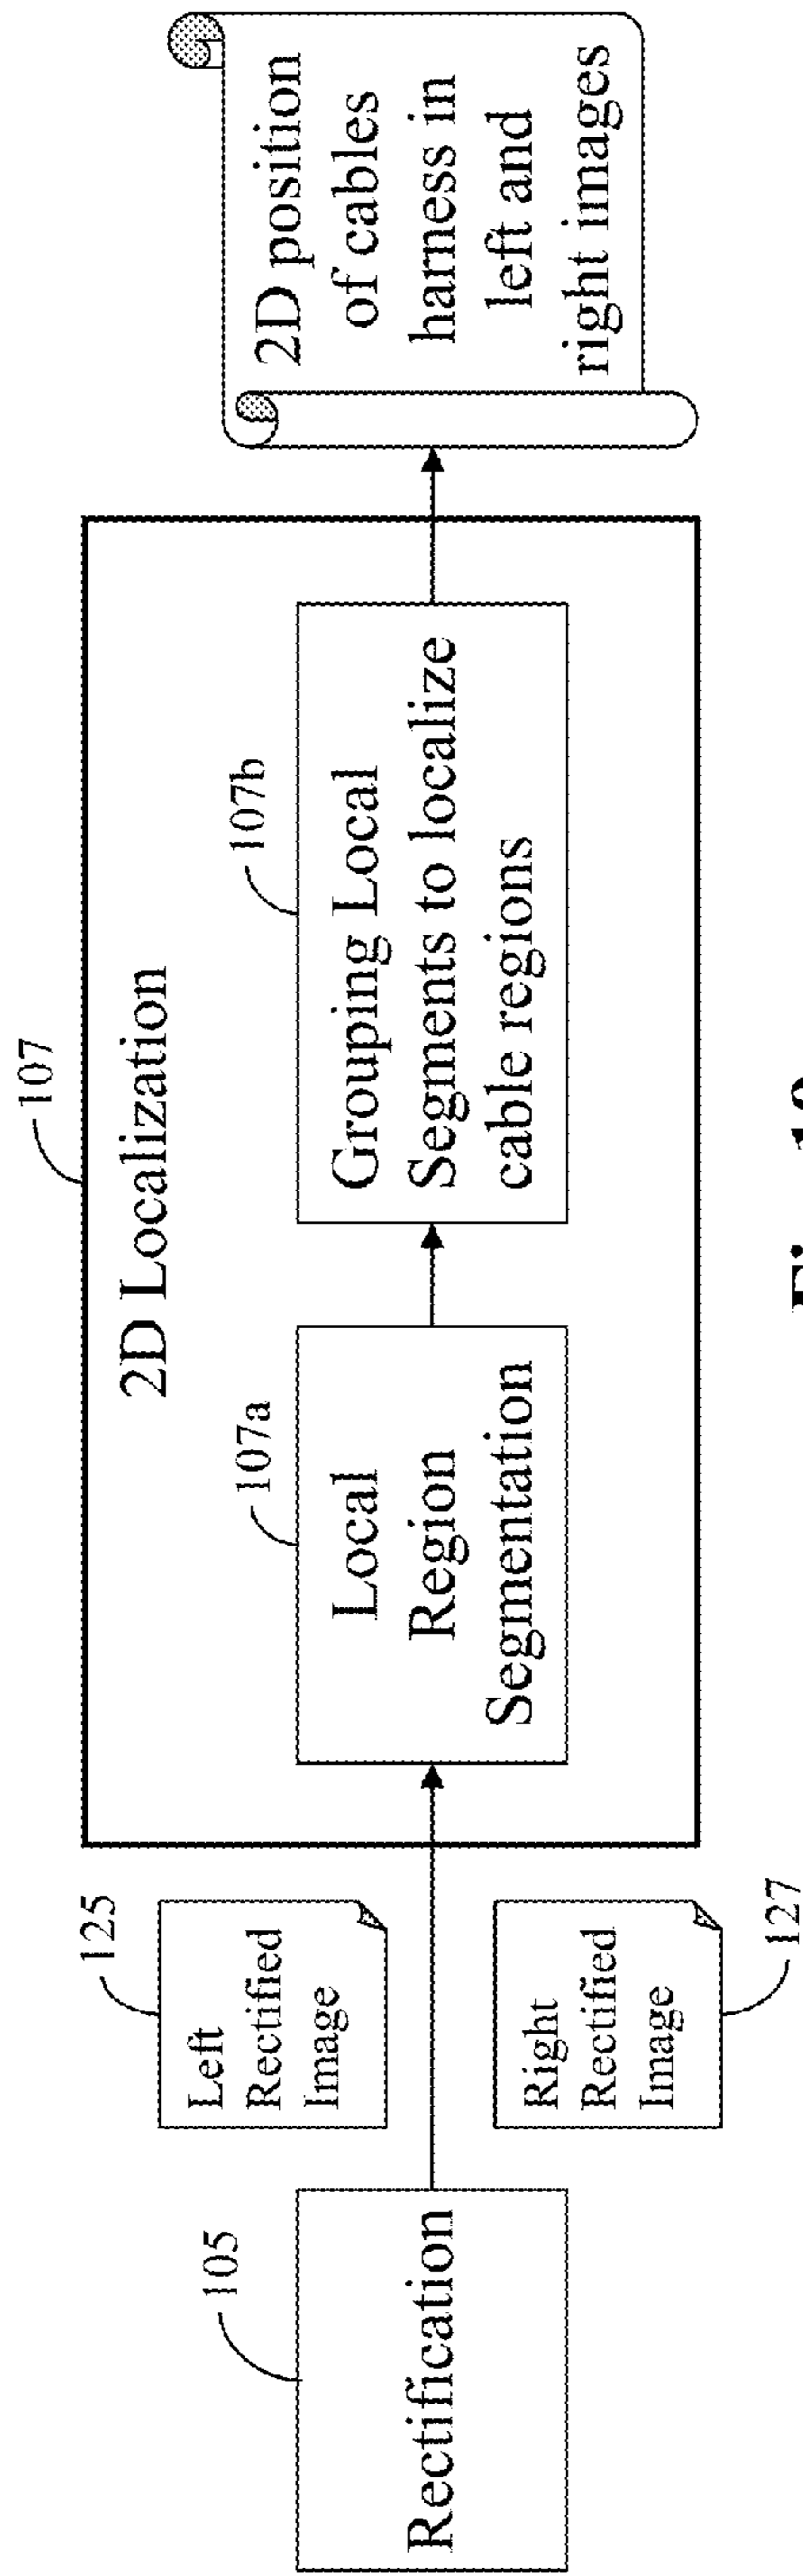 105
Rectification
125
Left
Rectified
Image
Right
Rectified
Image
127
107
2D Localization
107a
Local
Region
Segmentation
107b
Grouping Local
Segments to localize
cable regions
2D position
of cables
harness in
left and
right images